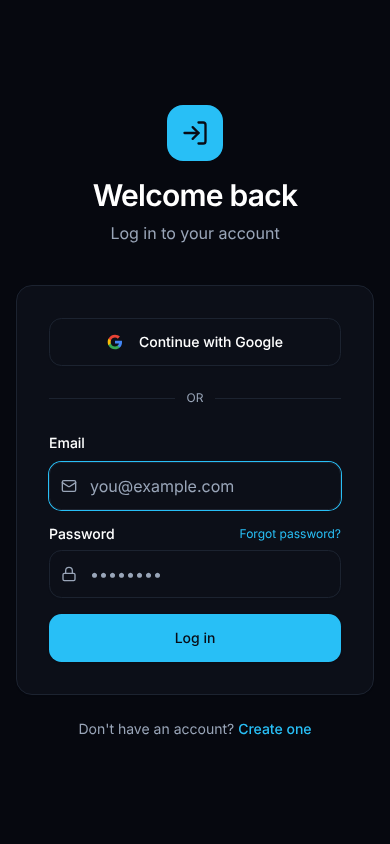 Welcome back
Log in to your account
Continue with Google
OR
Email
you@example.com
Password Forgot password?
••••••••
Log in
Don't have an account? Create one